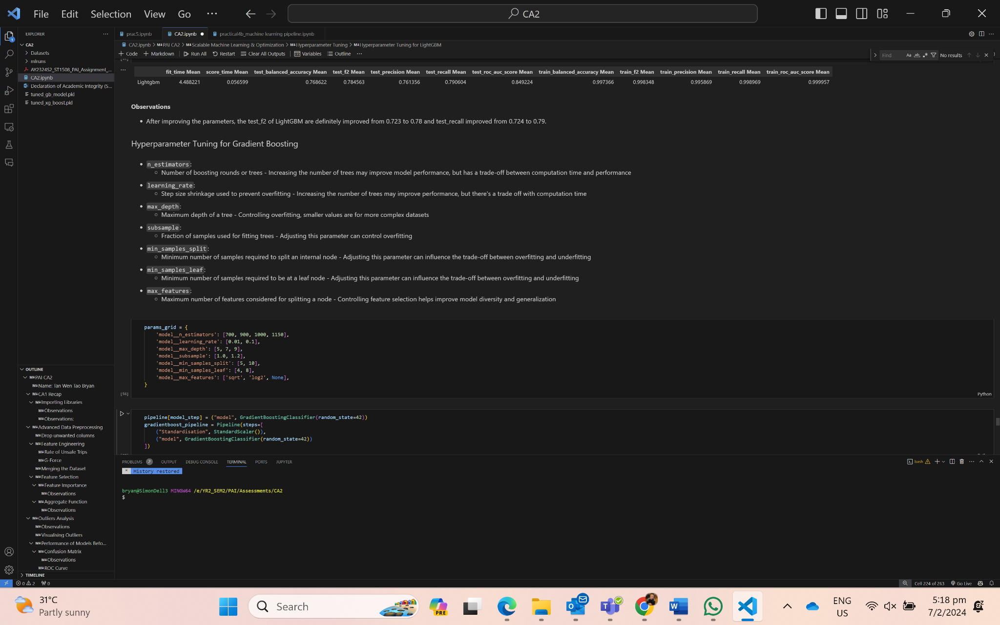 File Edit Selection View Go ...
CA2
EXPLORER
CA2
Datasets
mlruns
AY2324S2_ST1508_PAI_Assignment_...
CA2.ipynb
Declaration of Academic Integrity (S...
tuned_gb_model.pkl
tuned_xg_boost.pkl
prac5.ipynb CA2.ipynb practical4b_machine learning pipeline.ipynb
CA2.ipynb > M↓PAI CA2 > M↓Scalable Machine Learning & Optimization > M↓Hyperparameter Tuning > M↓Hyperparameter Tuning for LightGBM
+ Code + Markdown Run All Restart Clear All Outputs Variables Outline ...
Find Aa ab No results
fit_time Mean score_time Mean test_balanced_accuracy Mean test_f2 Mean test_precision Mean test_recall Mean test_roc_auc_score Mean train_balanced_accuracy Mean train_f2 Mean train_precision Mean train_recall Mean train_roc_auc_score Mean
Lightgbm 4.488221 0.056599 0.768622 0.784563 0.761356 0.790604 0.849224 0.997366 0.998348 0.995869 0.998969 0.999957
Observations
• After improving the parameters, the test_f2 of LightGBM are definitely improved from 0.723 to 0.78 and test_recall improved from 0.724 to 0.79.
Hyperparameter Tuning for Gradient Boosting
• n_estimators:
◦ Number of boosting rounds or trees - Increasing the number of trees may improve model performance, but has a trade-off between computation time and performance
• learning_rate:
◦ Step size shrinkage used to prevent overfitting - Increasing the number of trees may improve performance, but there's a trade off with computation time
• max_depth:
◦ Maximum depth of a tree - Controlling overfitting, smaller values are for more complex datasets
• subsample:
◦ Fraction of samples used for fitting trees - Adjusting this parameter can control overfitting
• min_samples_split:
◦ Minimum number of samples required to split an internal node - Adjusting this parameter can influence the trade-off between overfitting and underfitting
• min_samples_leaf:
◦ Minimum number of samples required to be at a leaf node - Adjusting this parameter can influence the trade-off between overfitting and underfitting
• max_features:
◦ Maximum number of features considered for splitting a node - Controlling feature selection helps improve model diversity and generalization
params_grid = {
'model__n_estimators': [700, 900, 1000, 1150],
'model__learning_rate': [0.01, 0.1],
'model__max_depth': [5, 7, 9],
'model__subsample': [1.0, 1.2],
'model__min_samples_split': [5, 10],
'model__min_samples_leaf': [4, 8],
'model__max_features': ['sqrt', 'log2', None],
}
[56] Python
pipeline[model_step] = ("model", GradientBoostingClassifier(random_state=42))
gradientboost_pipeline = Pipeline(steps=[
("Standardisation", StandardScaler()),
("model", GradientBoostingClassifier(random_state=42))
])
OUTLINE
M↓PAI CA2
M↓Name: Tan Wen Tao Bryan
M↓CA1 Recap
M↓Importing Libraries
M↓Observations
M↓Observations:
M↓Advanced Data Preprocessing
M↓Drop unwanted columns
M↓Feature Engineering
M↓Rate of Unsafe Trips
M↓G-Force
M↓Merging the Dataset
M↓Feature Selection
M↓Feature Importance
M↓Observations
M↓Aggregate Function
M↓Observations
M↓Outliers Analysis
M↓Observations
M↓Visualising Outliers
M↓Performance of Models Befo...
M↓Confusion Matrix
M↓Observations
M↓ROC Curve
TIMELINE
PROBLEMS 2 OUTPUT DEBUG CONSOLE TERMINAL PORTS JUPYTER
bash
* History restored
bryan@SimonDell3 MINGW64 /e/YR2_SEM2/PAI/Assessments/CA2
$
0 2 0
Cell 224 of 263 Go Live
31°C
Partly sunny
Search
PRE
ENG
US
5:18 pm
7/2/2024